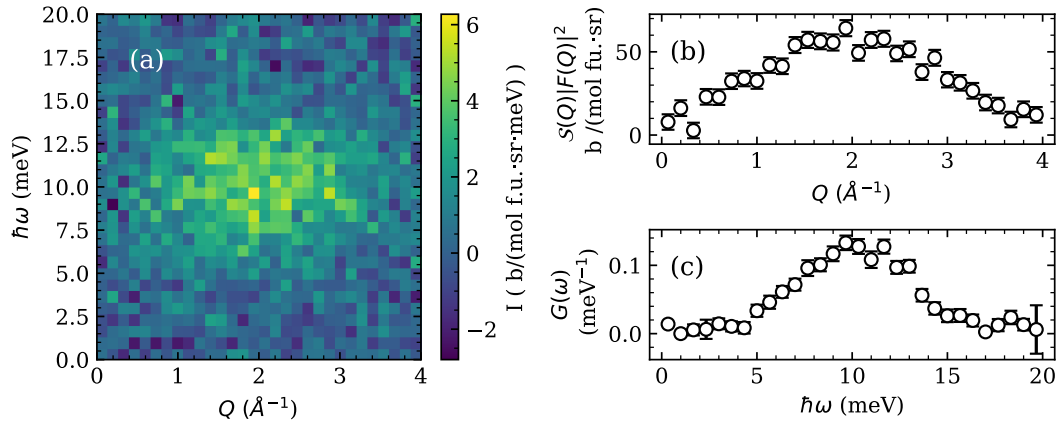 (a)
20.0
17.5
15.0
12.5
10.0
7.5
5.0
2.5
0.0
ħω (meV)
0 1 2 3 4
Q (Å⁻¹)
6
4
2
0
−2
I ( b/(mol f.u.·sr·meV) )
(b)
50
0
S(Q)|F(Q)|²
b /(mol fu.·sr)
0 1 2 3 4
Q (Å⁻¹)
(c)
0.1
0.0
G(ω)
(meV⁻¹)
0 5 10 15 20
ħω (meV)